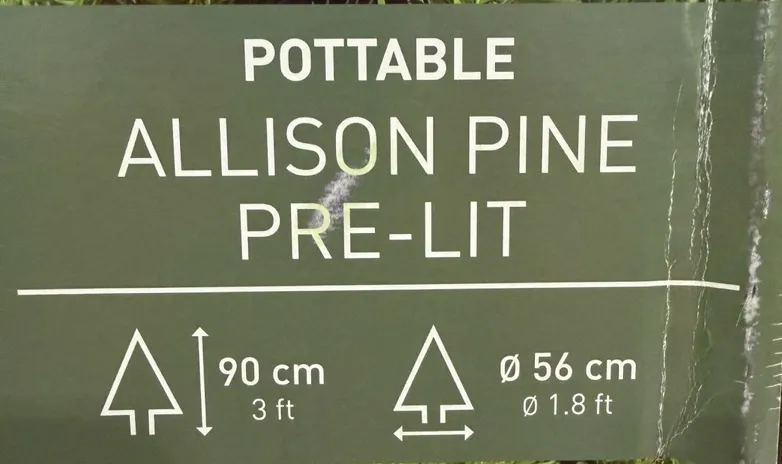 POTTABLE
ALLISON PINE
PRE-LIT
90 cm
3 ft
Ø 56 cm
Ø 1.8 ft